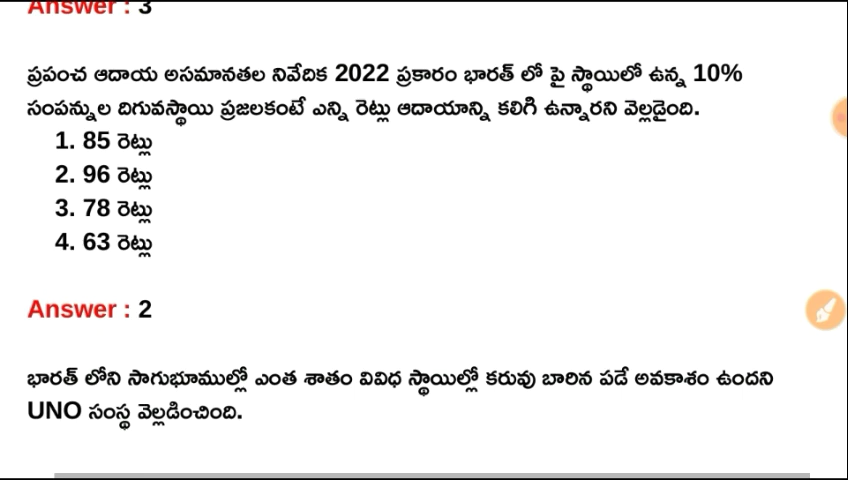 Answer : 3
ప్రపంచ ఆదాయ అసమానతల నివేదిక 2022 ప్రకారం భారత్ లో పై స్థాయిలో ఉన్న 10%
సంపన్నుల దిగువస్థాయి ప్రజలకంటే ఎన్ని రెట్లు ఆదాయాన్ని కలిగి ఉన్నారని వెల్లడైంది.
1. 85 రెట్లు
2. 96 రెట్లు
3. 78 రెట్లు
4. 63 రెట్లు
Answer : 2
భారత్ లోని సాగుభూముల్లో ఎంత శాతం వివిధ స్థాయిల్లో కరువు బారిన పడే అవకాశం ఉందని
UNO సంస్థ వెల్లడించింది.